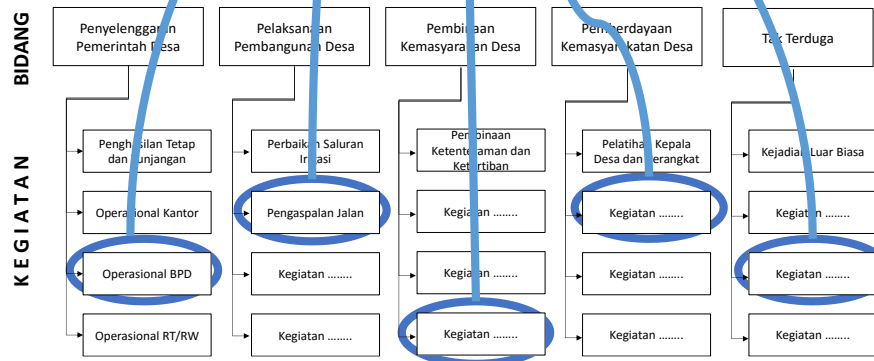 BIDANG
Penyelenggaran
Pemerintah Desa
Pelaksanaan
Pembangunan Desa
Pembinaan
Kemasyaratan Desa
Pemberdayaan
Kemasyarakatan Desa
Tak Terduga
KEGIATAN
Penghasilan Tetap
dan Tunjangan
Perbaikan Saluran
Irigasi
Pembinaan
Ketenteraman dan
Ketertiban
Pelatihan Kepala
Desa dan Perangkat
Kejadian Luar Biasa
Operasional Kantor
Pengaspalan Jalan
Kegiatan ........
Kegiatan ........
Kegiatan ........
Operasional BPD
Kegiatan ........
Kegiatan ........
Kegiatan ........
Kegiatan ........
Operasional RT/RW
Kegiatan ........
Kegiatan ........
Kegiatan ........
Kegiatan ........